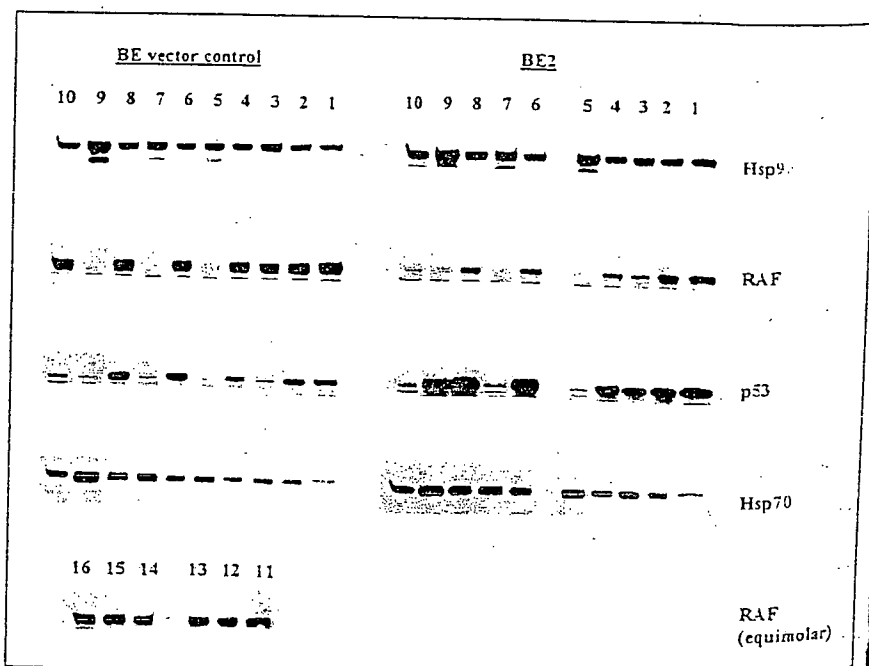 BE vector control BE2
10 9 8 7 6 5 4 3 2 1 10 9 8 7 6 5 4 3 2 1
Hsp9
RAF
p53
Hsp70
16 15 14 13 12 11
RAF
(equimolar)